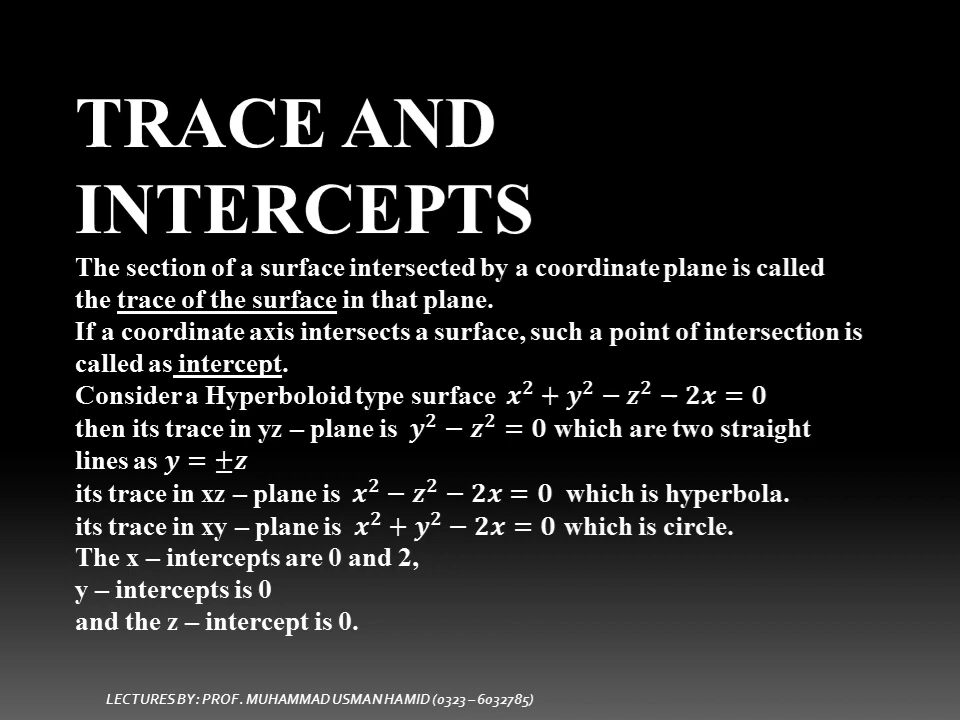 TRACE AND
INTERCEPTS
The section of a surface intersected by a coordinate plane is called
the trace of the surface in that plane.
If a coordinate axis intersects a surface, such a point of intersection is
called as intercept.
Consider a Hyperboloid type surface 𝒙² + 𝒚² − 𝒛² − 𝟐𝒙 = 𝟎
then its trace in yz – plane is 𝒚² − 𝒛² = 𝟎 which are two straight
lines as 𝒚 = ±𝒛
its trace in xz – plane is 𝒙² − 𝒛² − 𝟐𝒙 = 𝟎 which is hyperbola.
its trace in xy – plane is 𝒙² + 𝒚² − 𝟐𝒙 = 𝟎 which is circle.
The x – intercepts are 0 and 2,
y – intercepts is 0
and the z – intercept is 0.
LECTURES BY: PROF. MUHAMMAD USMAN HAMID (0323 – 6032785)